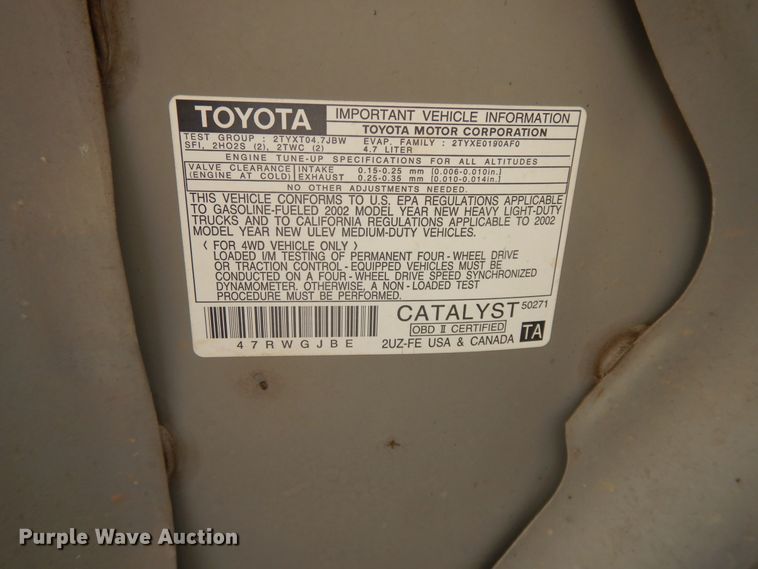 TOYOTA IMPORTANT VEHICLE INFORMATION
TOYOTA MOTOR CORPORATION
TEST GROUP : 2TYXT04.7JBW EVAP. FAMILY : 2TYXE0190AF0
SFI, 2HO2S (2), 2TWC (2) 4.7 LITER
ENGINE TUNE-UP SPECIFICATIONS FOR ALL ALTITUDES
VALVE CLEARANCE INTAKE 0.15-0.25 mm (0.006-0.010in.)
(ENGINE AT COLD) EXHAUST 0.25-0.35 mm (0.010-0.014in.)
NO OTHER ADJUSTMENTS NEEDED.
THIS VEHICLE CONFORMS TO U.S. EPA REGULATIONS APPLICABLE
TO GASOLINE-FUELED 2002 MODEL YEAR NEW HEAVY LIGHT-DUTY
TRUCKS AND TO CALIFORNIA REGULATIONS APPLICABLE TO 2002
MODEL YEAR NEW ULEV MEDIUM-DUTY VEHICLES.
( FOR 4WD VEHICLE ONLY )
LOADED I/M TESTING OF PERMANENT FOUR-WHEEL DRIVE
OR TRACTION CONTROL-EQUIPPED VEHICLES MUST BE
CONDUCTED ON A FOUR-WHEEL DRIVE SPEED SYNCHRONIZED
DYNAMOMETER. OTHERWISE, A NON-LOADED TEST
PROCEDURE MUST BE PERFORMED.
CATALYST 50271
OBD II CERTIFIED
47RWGJBE 2UZ-FE USA & CANADA TA
Purple Wave Auction